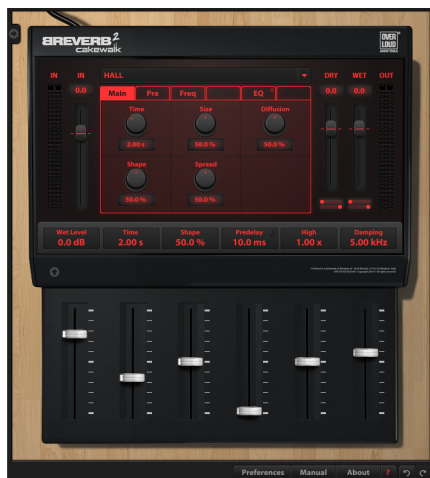 BREVERB 2
cakewalk
OVER
LOUD
IN IN HALL DRY WET OUT
0.0 Main Pre Freq EQ 0.0 0.0
Time Size Diffusion
2.00 s 50.0 % 50.0 %
Shape Spread
50.0 % 50.0 %
Wet Level Time Shape Predelay High Damping
0.0 dB 2.00 s 50.0 % 10.0 ms 1.00 x 5.00 kHz
Preferences Manual About ?